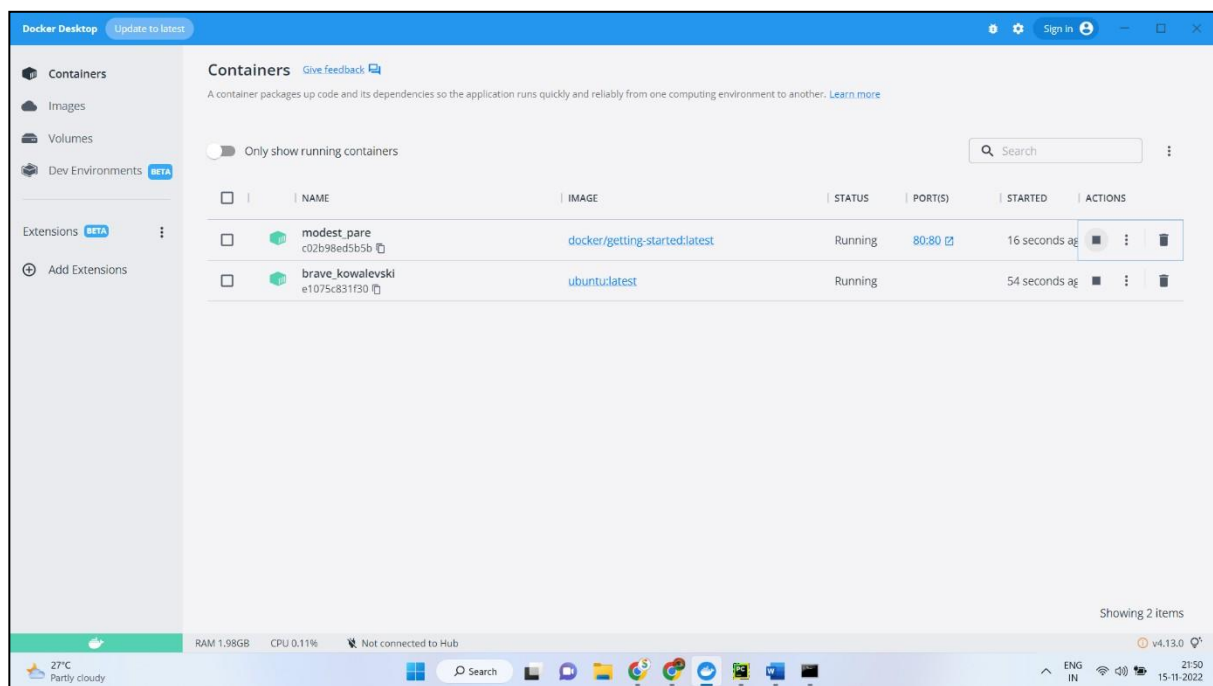 Docker Desktop Update to latest Sign in
Containers
Images
Volumes
Dev Environments BETA
Extensions BETA
Add Extensions
Containers Give feedback
A container packages up code and its dependencies so the application runs quickly and reliably from one computing environment to another. Learn more
Only show running containers Search
NAME IMAGE STATUS PORT(S) STARTED ACTIONS
modest_pare docker/getting-started:latest Running 80:80 16 seconds ag
c02b98ed5b5b
brave_kowalevski ubuntu:latest Running 54 seconds ag
e1075c831f30
Showing 2 items
RAM 1.98GB CPU 0.11% Not connected to Hub v4.13.0
27°C
Partly cloudy
Search
ENG
IN
21:50
15-11-2022